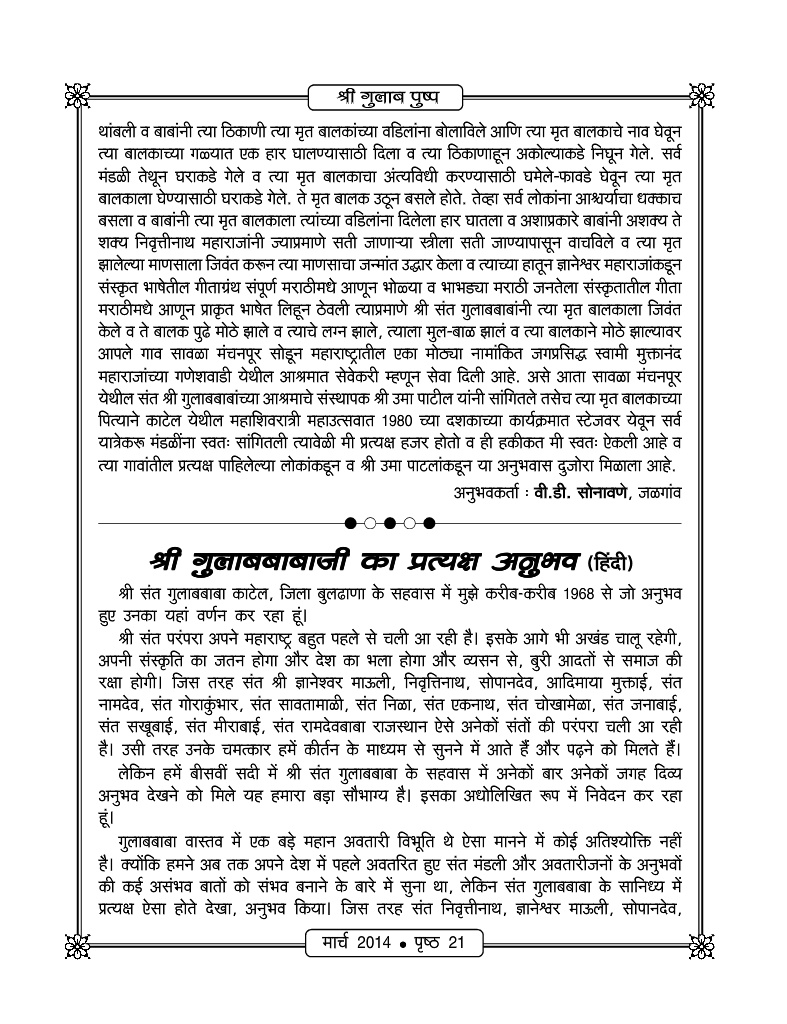 श्री गुलाब पुष्प
थांबली व बाबांनी त्या ठिकाणी त्या मृत बालकांच्या वडिलांना बोलाविले आणि त्या मृत बालकाचे नाव घेवून
त्या बालकाच्या गळ्यात एक हार घालण्यासाठी दिला व त्या ठिकाणाहून अकोल्याकडे निघून गेले. सर्व
मंडळी तेथून घराकडे गेले व त्या मृत बालकाचा अंत्यविधी करण्यासाठी घमेले-फावडे घेवून त्या मृत
बालकाला घेण्यासाठी घराकडे गेले. ते मृत बालक उठून बसले होते. तेव्हा सर्व लोकांना आश्चर्याचा धक्काच
बसला व बाबांनी त्या मृत बालकाला त्यांच्या वडिलांना दिलेला हार घातला व अशाप्रकारे बाबांनी अशक्य ते
शक्य निवृत्तीनाथ महाराजांनी ज्याप्रमाणे सती जाणाऱ्या स्त्रीला सती जाण्यापासून वाचविले व त्या मृत
झालेल्या माणसाला जिवंत करून त्या माणसाचा जन्मांत उद्धार केला व त्याच्या हातून ज्ञानेश्वर महाराजांकडून
संस्कृत भाषेतील गीताग्रंथ संपूर्ण मराठीमधे आणून भोळ्या व भाभड्या मराठी जनतेला संस्कृतातील गीता
मराठीमधे आणून प्राकृत भाषेत लिहून ठेवली त्याप्रमाणे श्री संत गुलाबबाबांनी त्या मृत बालकाला जिवंत
केले व ते बालक पुढे मोठे झाले व त्याचे लग्न झाले, त्याला मुल-बाळ झालं व त्या बालकाने मोठे झाल्यावर
आपले गाव सावळा मंचनपूर सोडून महाराष्ट्रातील एका मोठ्या नामांकित जगप्रसिद्ध स्वामी मुक्तानंद
महाराजांच्या गणेशवाडी येथील आश्रमात सेवेकरी म्हणून सेवा दिली आहे. असे आता सावळा मंचनपूर
येथील संत श्री गुलाबबाबांच्या आश्रमाचे संस्थापक श्री उमा पाटील यांनी सांगितले तसेच त्या मृत बालकाच्या
पित्याने काटेल येथील महाशिवरात्री महाउत्सवात 1980 च्या दशकाच्या कार्यक्रमात स्टेजवर येवून सर्व
यात्रेकरू मंडळींना स्वतः सांगितली त्यावेळी मी प्रत्यक्ष हजर होतो व ही हकीकत मी स्वतः ऐकली आहे व
त्या गावांतील प्रत्यक्ष पाहिलेल्या लोकांकडून व श्री उमा पाटलांकडून या अनुभवास दुजोरा मिळाला आहे.
अनुभवकर्ता : वी.डी. सोनावणे, जळगांव
श्री गुलाबबाबाजी का प्रत्यक्ष अनुभव (हिंदी)
श्री संत गुलाबबाबा काटेल, जिला बुलढाणा के सहवास में मुझे करीब-करीब 1968 से जो अनुभव
हुए उनका यहां वर्णन कर रहा हूं।
श्री संत परंपरा अपने महाराष्ट्र बहुत पहले से चली आ रही है। इसके आगे भी अखंड चालू रहेगी,
अपनी संस्कृति का जतन होगा और देश का भला होगा और व्यसन से, बुरी आदतों से समाज की
रक्षा होगी। जिस तरह संत श्री ज्ञानेश्वर माऊली, निवृत्तिनाथ, सोपानदेव, आदिमाया मुक्ताई, संत
नामदेव, संत गोराकुंभार, संत सावतामाळी, संत निळा, संत एकनाथ, संत चोखामेळा, संत जनाबाई,
संत सखूबाई, संत मीराबाई, संत रामदेवबाबा राजस्थान ऐसे अनेकों संतों की परंपरा चली आ रही
है। उसी तरह उनके चमत्कार हमें कीर्तन के माध्यम से सुनने में आते हैं और पढ़ने को मिलते हैं।
लेकिन हमें बीसवीं सदी में श्री संत गुलाबबाबा के सहवास में अनेकों बार अनेकों जगह दिव्य
अनुभव देखने को मिले यह हमारा बड़ा सौभाग्य है। इसका अधोलिखित रूप में निवेदन कर रहा
हूं।
गुलाबबाबा वास्तव में एक बड़े महान अवतारी विभूति थे ऐसा मानने में कोई अतिश्योक्ति नहीं
है। क्योंकि हमने अब तक अपने देश में पहले अवतरित हुए संत मंडली और अवतारीजनों के अनुभवों
की कई असंभव बातों को संभव बनाने के बारे में सुना था, लेकिन संत गुलाबबाबा के सानिध्य में
प्रत्यक्ष ऐसा होते देखा, अनुभव किया। जिस तरह संत निवृत्तीनाथ, ज्ञानेश्वर माऊली, सोपानदेव,
मार्च 2014 ● पृष्ठ 21